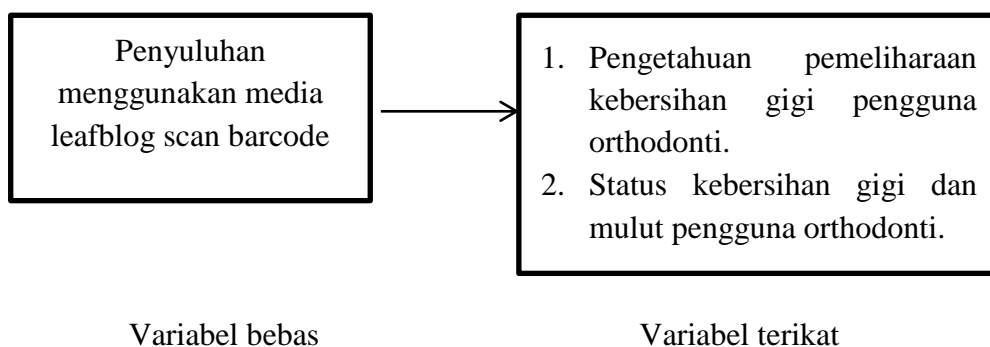 Penyuluhan
menggunakan media
leafblog scan barcode
1. Pengetahuan pemeliharaan
kebersihan gigi pengguna
orthodonti.
2. Status kebersihan gigi dan
mulut pengguna orthodonti.
Variabel bebas
Variabel terikat